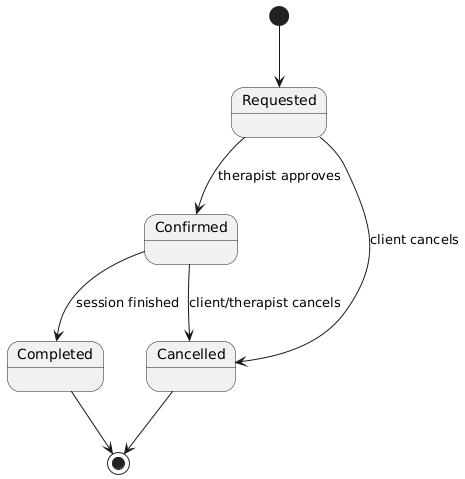 Requested
therapist approves
client cancels
Confirmed
session finished
client/therapist cancels
Completed
Cancelled